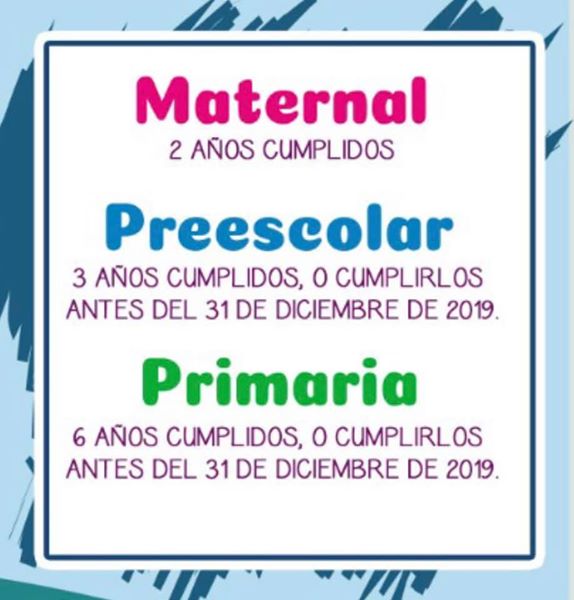 Maternal
2 AÑOS CUMPLIDOS
Preescolar
3 AÑOS CUMPLIDOS, O CUMPLIRLOS
ANTES DEL 31 DE DICIEMBRE DE 2019.
Primaria
6 AÑOS CUMPLIDOS, O CUMPLIRLOS
ANTES DEL 31 DE DICIEMBRE DE 2019.